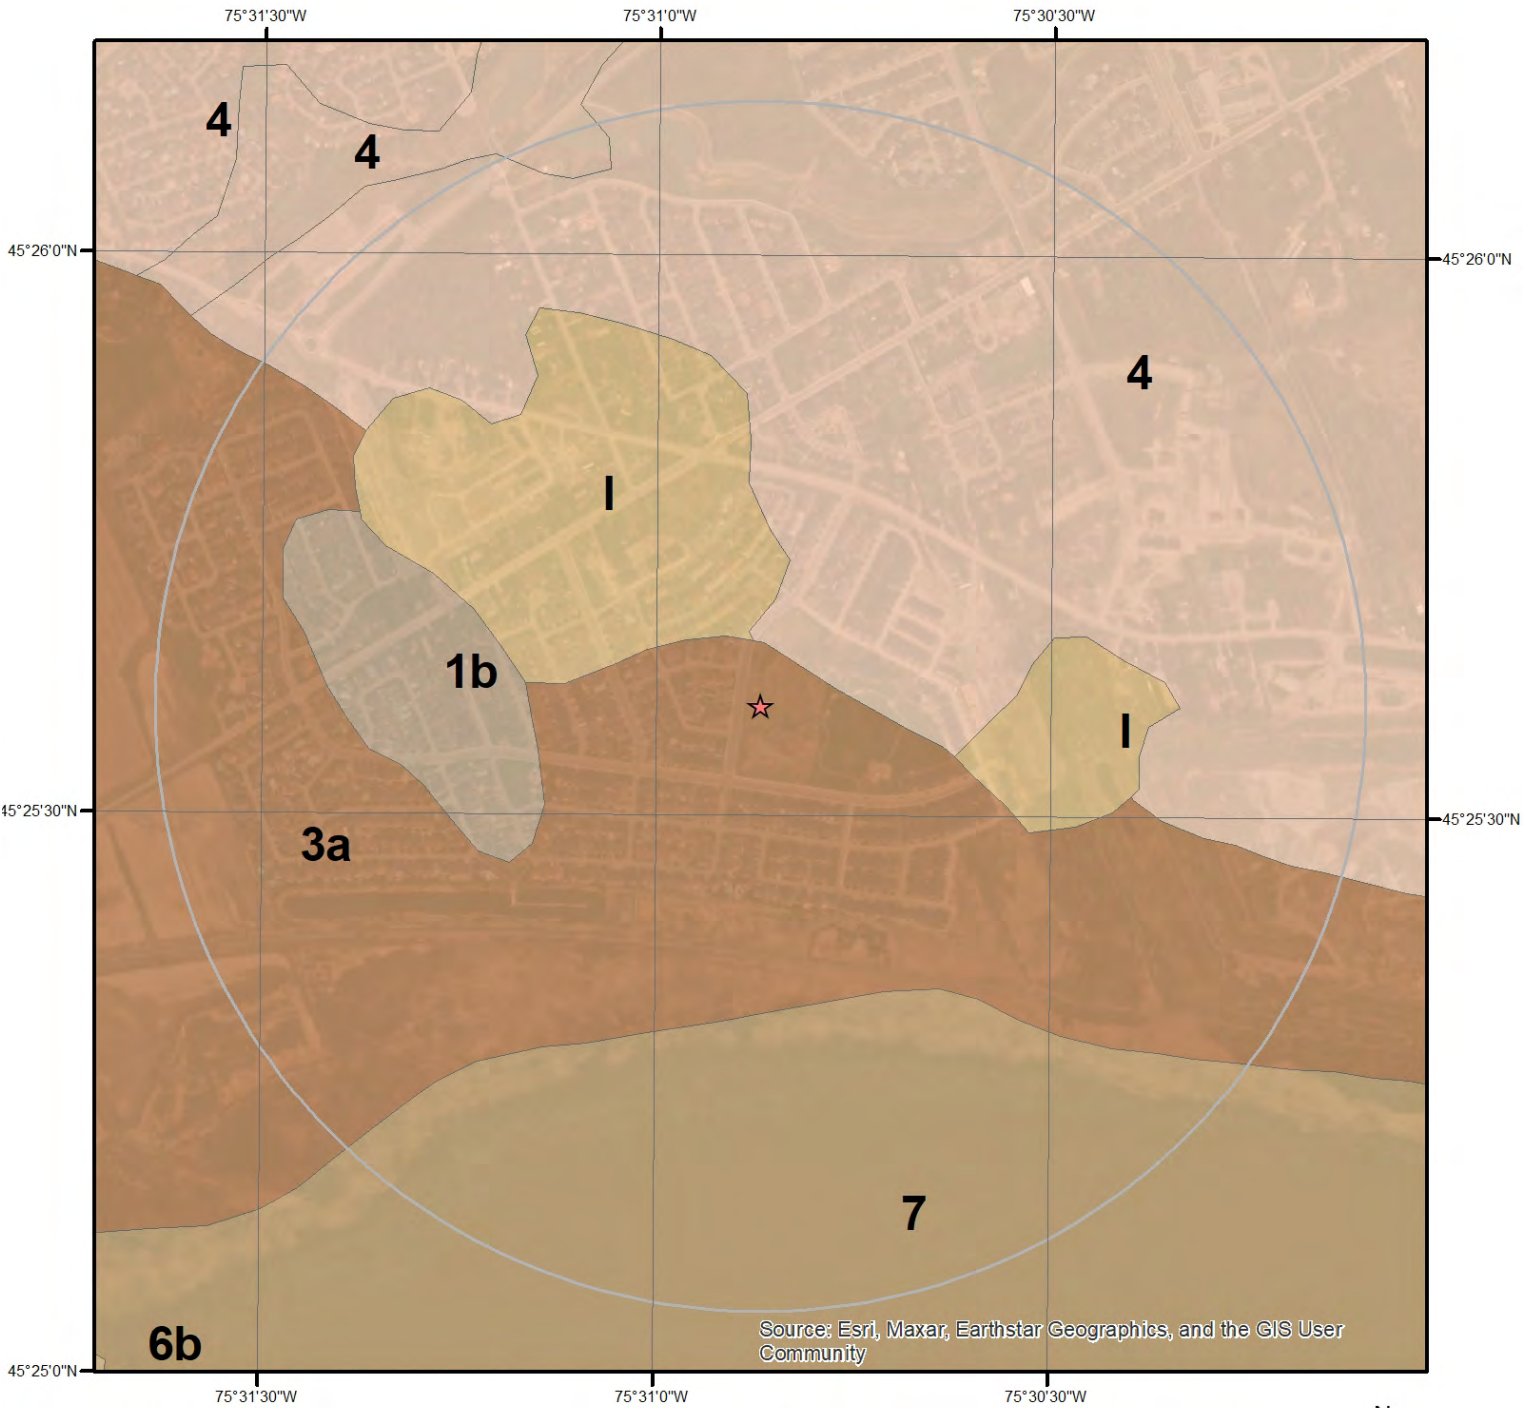 75°31'30"W 75°31'0"W 75°30'30"W
4
4
45°26'0"N 45°26'0"N
4
I
1b
I
45°25'30"N 45°25'30"N
3a
7
Source: Esri, Maxar, Earthstar Geographics, and the GIS User
Community
6b
45°25'0"N
75°31'30"W 75°31'0"W 75°30'30"W